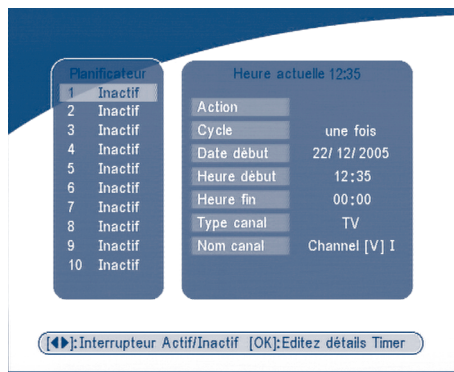 Planificateur
1 Inactif
2 Inactif
3 Inactif
4 Inactif
5 Inactif
6 Inactif
7 Inactif
8 Inactif
9 Inactif
10 Inactif
Heure actuelle 12:35
Action
Cycle une fois
Date dèbut 22/ 12/ 2005
Heure dèbut 12:35
Heure fin 00:00
Type canal TV
Nom canal Channel [V] I
[◀▶]:Interrupteur Actif/Inactif [OK]:Editez détails Timer